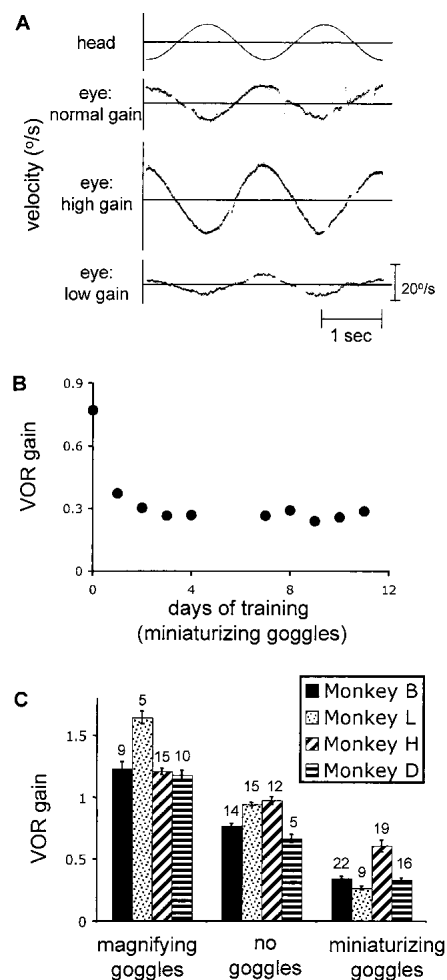 A
head
eye:
normal gain
eye:
high gain
eye:
low gain
velocity (º/s)
20º/s
1 sec
B
0.9
0.6
0.3
0
VOR gain
0
4
8
12
days of training
(miniaturizing goggles)
C
Monkey B
Monkey L
Monkey H
Monkey D
1.5
1
0.5
0
VOR gain
9
5
15
10
14
15
12
5
22
9
19
16
magnifying
goggles
no
goggles
miniaturizing
goggles